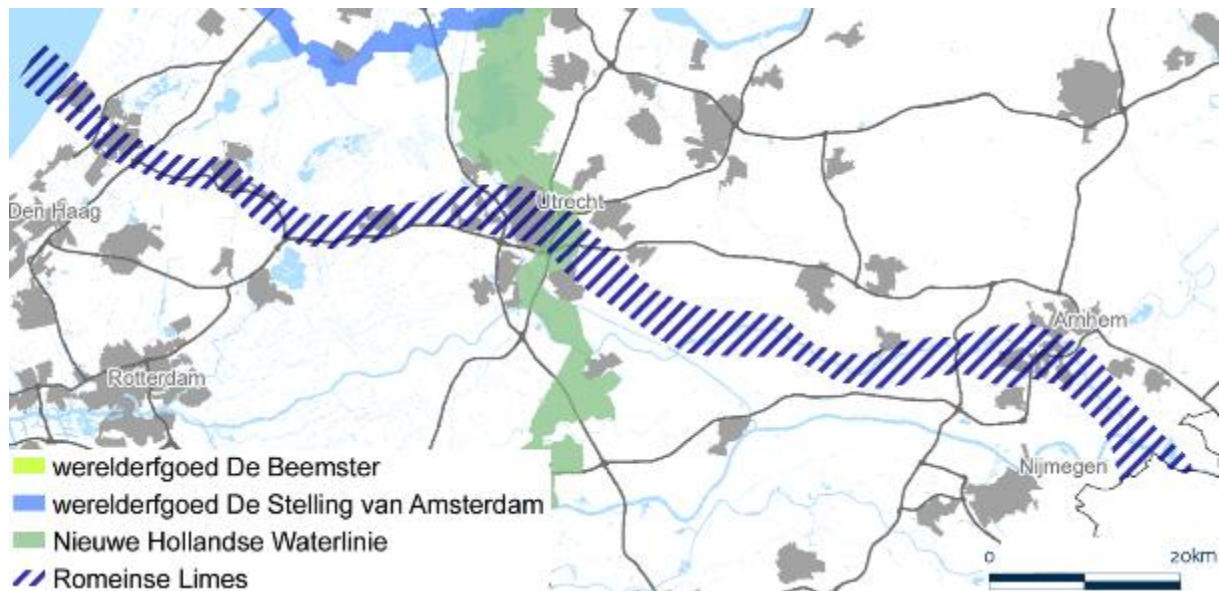 Utrecht
Den Haag
Arnhem
Rotterdam
Nijmegen
werelderfgoed De Beemster
werelderfgoed De Stelling van Amsterdam
Nieuwe Hollandse Waterlinie
Romeinse Limes
0 20km